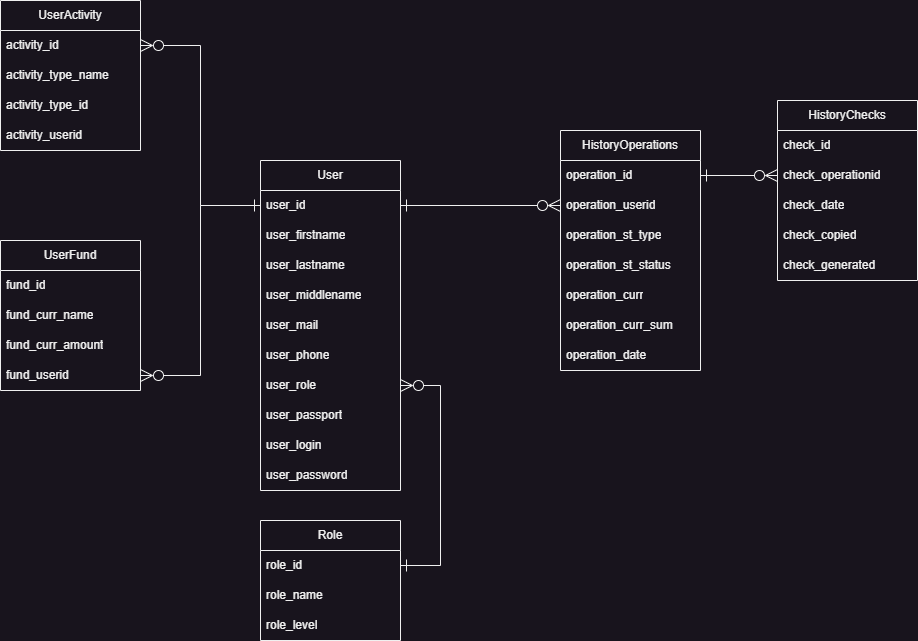 UserActivity
activity_id
activity_type_name
activity_type_id
activity_userid
UserFund
fund_id
fund_curr_name
fund_curr_amount
fund_userid
User
user_id
user_firstname
user_lastname
user_middlename
user_mail
user_phone
user_role
user_passport
user_login
user_password
Role
role_id
role_name
role_level
HistoryOperations
operation_id
operation_userid
operation_st_type
operation_st_status
operation_curr
operation_curr_sum
operation_date
HistoryChecks
check_id
check_operationid
check_date
check_copied
check_generated